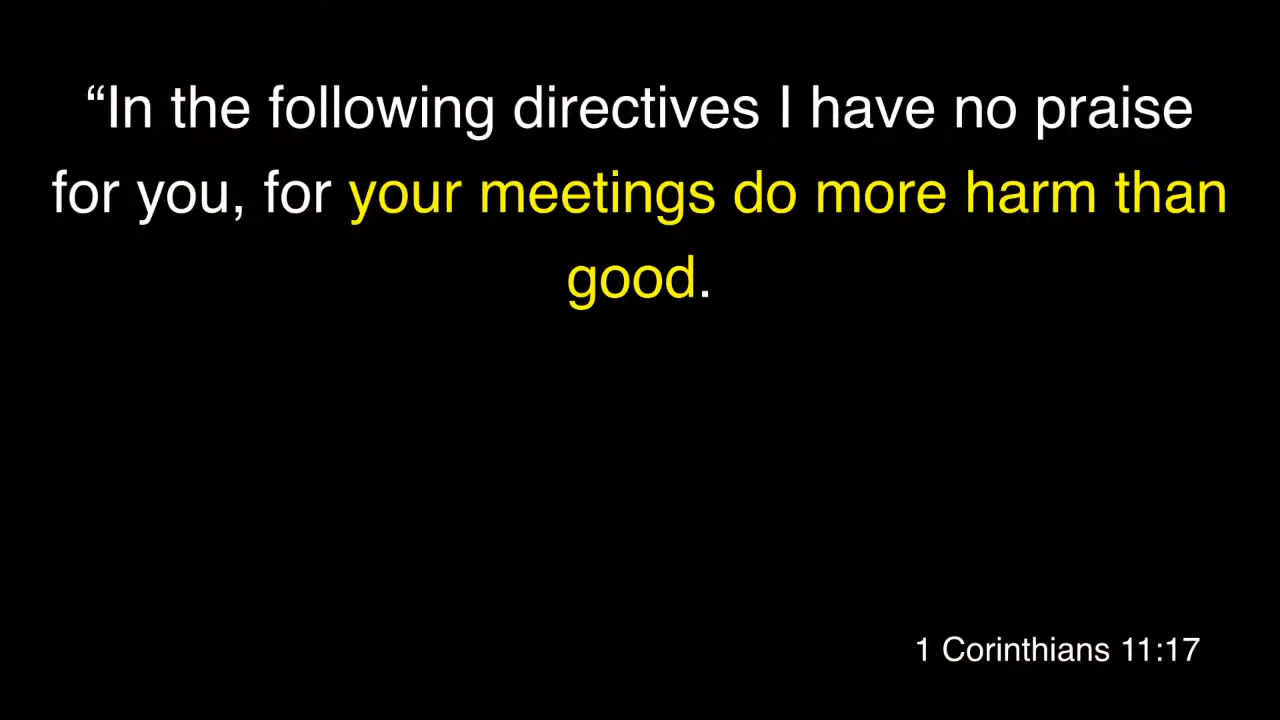 “In the following directives I have no praise
for you, for your meetings do more harm than
good.
1 Corinthians 11:17